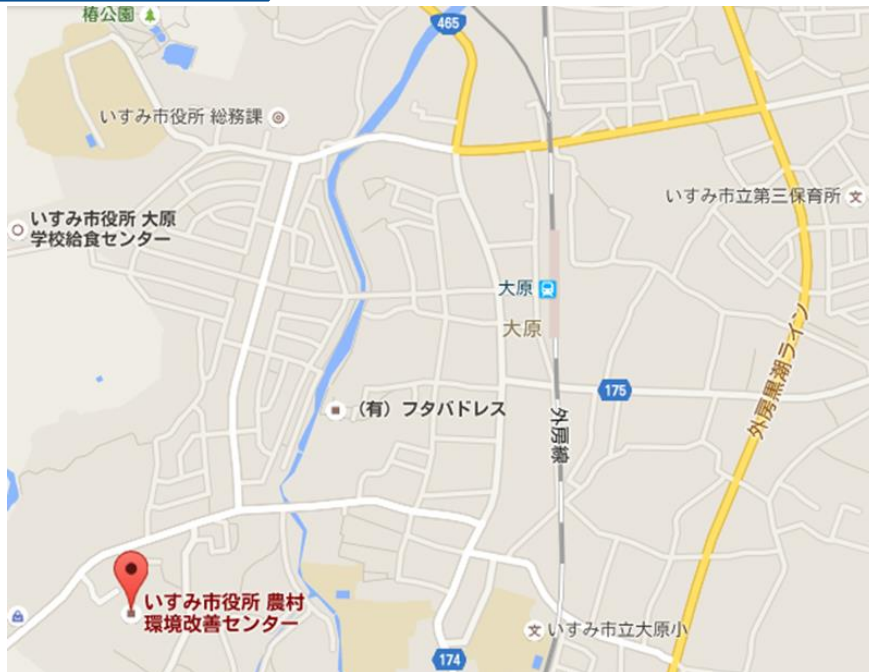 椿公園
465
いすみ市役所 総務課
いすみ市立第三保育所
文
いすみ市役所 大原
学校給食センター
大原
大原
外房黒潮ライン
175
(有)フタバドレス
外房線
いすみ市役所 農村
環境改善センター
文
いすみ市立大原小
174